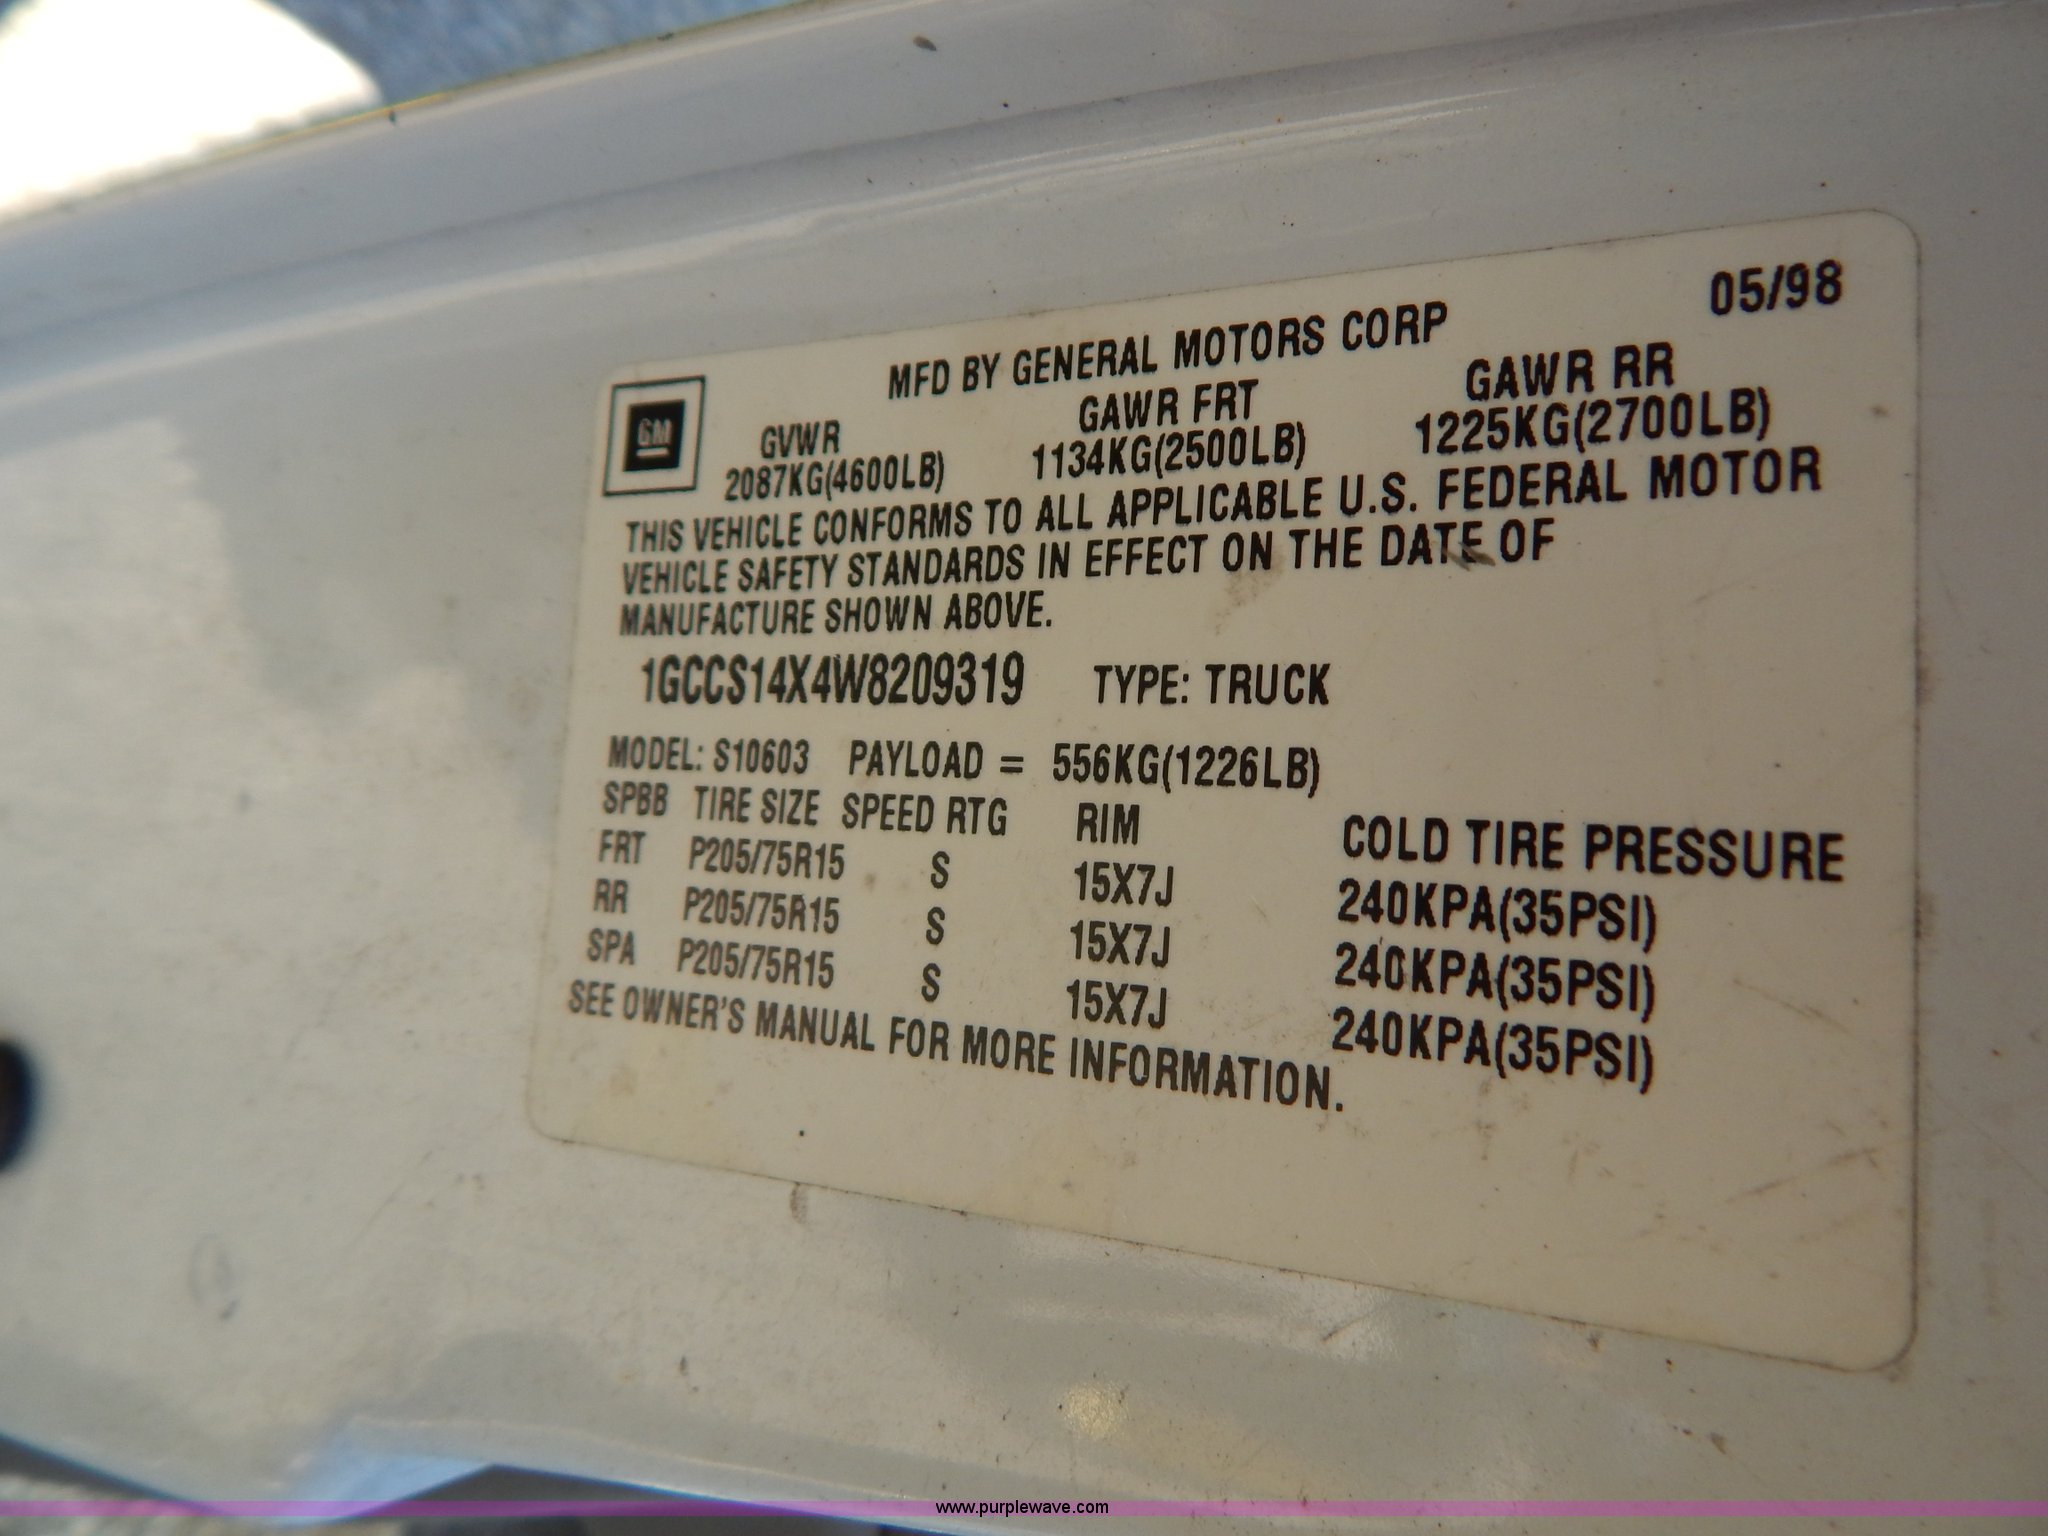 05/98
MFD BY GENERAL MOTORS CORP
GM
GVWR GAWR FRT GAWR RR
2087KG(4600LB) 1134KG(2500LB) 1225KG(2700LB)
THIS VEHICLE CONFORMS TO ALL APPLICABLE U.S. FEDERAL MOTOR
VEHICLE SAFETY STANDARDS IN EFFECT ON THE DATE OF
MANUFACTURE SHOWN ABOVE.
1GCCS14X4W8209319 TYPE: TRUCK
MODEL: S10603 PAYLOAD = 556KG(1226LB)
SPBB TIRE SIZE SPEED RTG RIM COLD TIRE PRESSURE
FRT P205/75R15 S 15X7J 240KPA(35PSI)
RR P205/75R15 S 15X7J 240KPA(35PSI)
SPA P205/75R15 S 15X7J 240KPA(35PSI)
SEE OWNER'S MANUAL FOR MORE INFORMATION.
www.purplewave.com